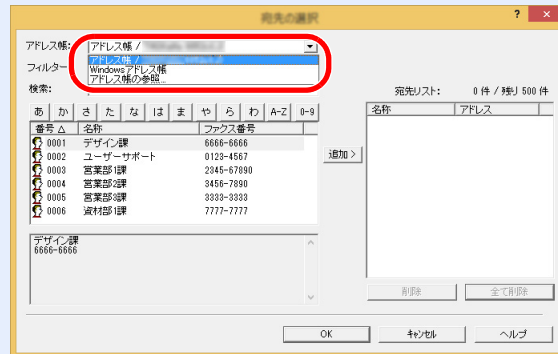 宛先の選択
? ×
アドレス帳: アドレス帳 /
アドレス帳 /
Windowsアドレス帳
アドレス帳の参照...
フィルター
検索:
宛先リスト: 0 件 / 残り 500 件
あ か さ た な は ま や ら わ A-Z 0-9
番号 △ 名称 ファクス番号
名称 アドレス
0001 デザイン課 6666-6666
0002 ユーザーサポート 0123-4567
0003 営業部1課 2345-67890
0004 営業部2課 3456-7890
0005 営業部3課 3333-3333
0006 資材部1課 7777-7777
追加 >
デザイン課
6666-6666
削除 全て削除
OK キャンセル ヘルプ